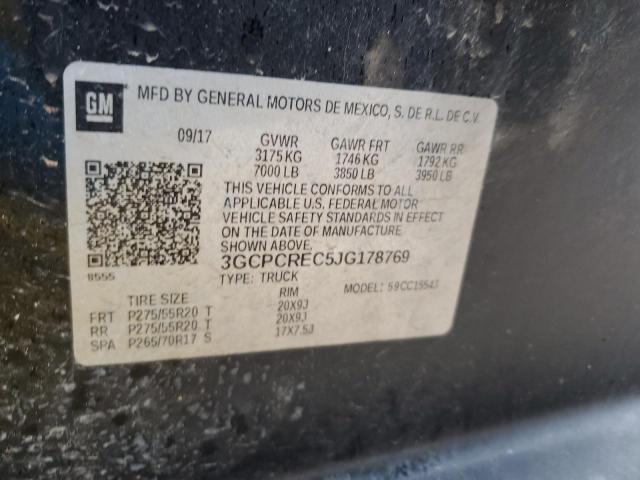 GM MFD BY GENERAL MOTORS DE MEXICO, S. DE R.L. DE C.V.
09/17 GVWR GAWR FRT GAWR RR
3175 KG 1746 KG 1792 KG
7000 LB 3850 LB 3950 LB
THIS VEHICLE CONFORMS TO ALL
APPLICABLE U.S. FEDERAL MOTOR
VEHICLE SAFETY STANDARDS IN EFFECT
ON THE DATE OF MANUFACTURE
SHOWN ABOVE.
8555 3GCPCREC5JG178769
TYPE: TRUCK MODEL: 59CC15543
TIRE SIZE RIM
FRT P275/55R20 T 20X9J
RR P275/55R20 T 20X9J
SPA P265/70R17 S 17X7.5J